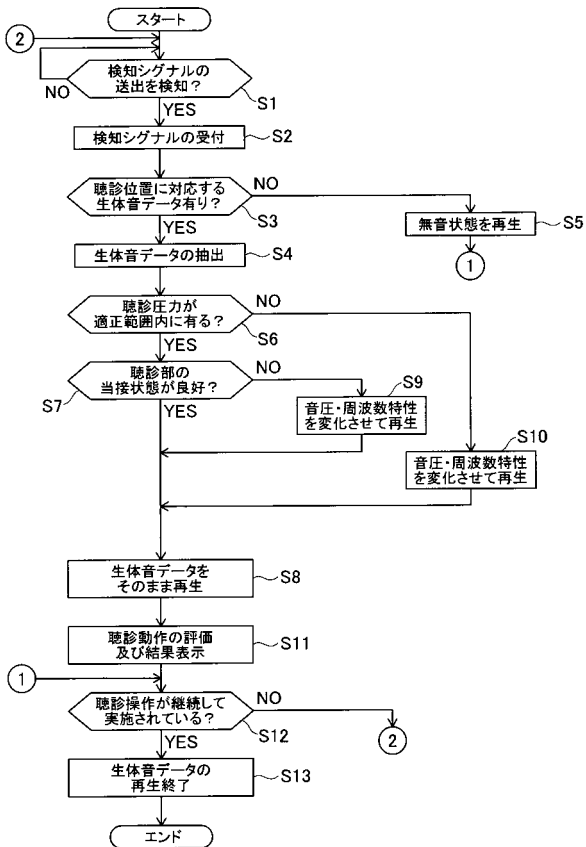 スタート
2
検知シグナルの
送出を検知？
NO
S1
YES
検知シグナルの受付
S2
聴診位置に対応する
生体音データ有り？
NO
S3
YES
無音状態を再生
S5
1
生体音データの抽出
S4
聴診圧力が
適正範囲内に有る？
NO
S6
YES
聴診部の
当接状態が良好？
NO
S7
YES
S9
音圧・周波数特性
を変化させて再生
S10
音圧・周波数特性
を変化させて再生
生体音データを
そのまま再生
S8
聴診動作の評価
及び結果表示
S11
1
聴診操作が継続して
実施されている？
NO
S12
2
YES
生体音データの
再生終了
S13
エンド